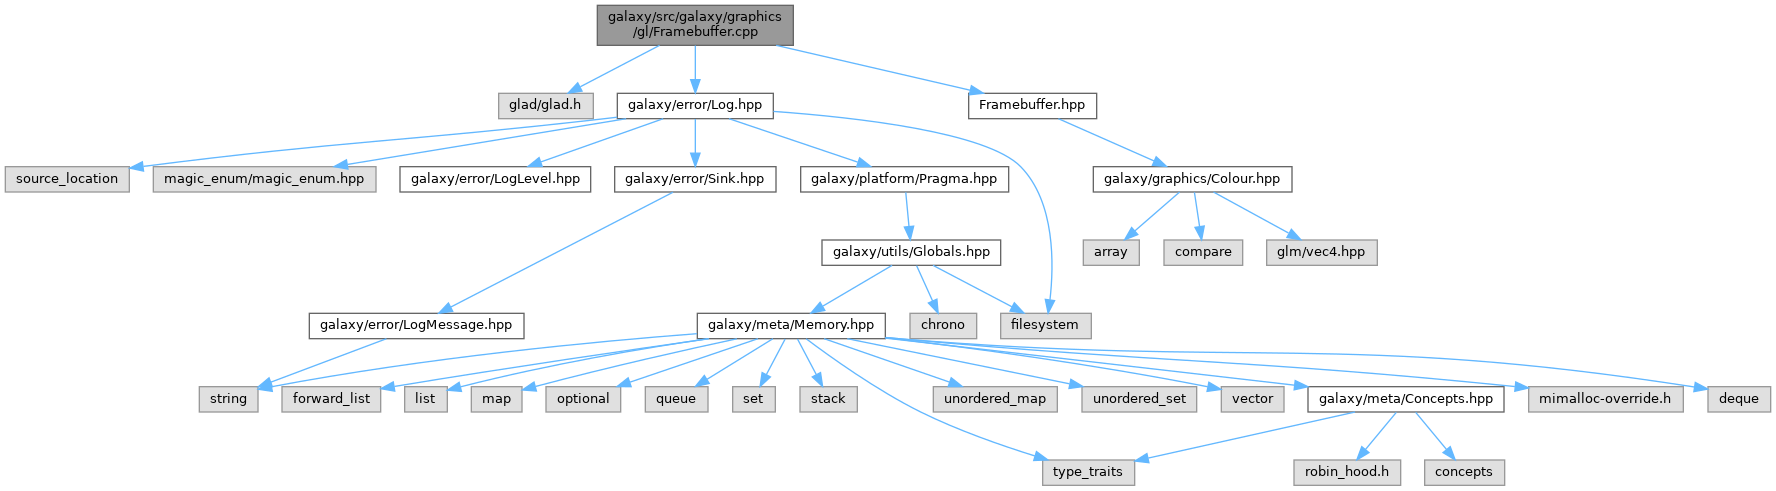 galaxy/src/galaxy/graphics
/gl/Framebuffer.cpp
glad/glad.h
galaxy/error/Log.hpp
Framebuffer.hpp
source_location
magic_enum/magic_enum.hpp
galaxy/error/LogLevel.hpp
galaxy/error/Sink.hpp
galaxy/platform/Pragma.hpp
galaxy/graphics/Colour.hpp
galaxy/utils/Globals.hpp
array
compare
glm/vec4.hpp
galaxy/error/LogMessage.hpp
galaxy/meta/Memory.hpp
chrono
filesystem
string
forward_list
list
map
optional
queue
set
stack
unordered_map
unordered_set
vector
galaxy/meta/Concepts.hpp
mimalloc-override.h
deque
type_traits
robin_hood.h
concepts